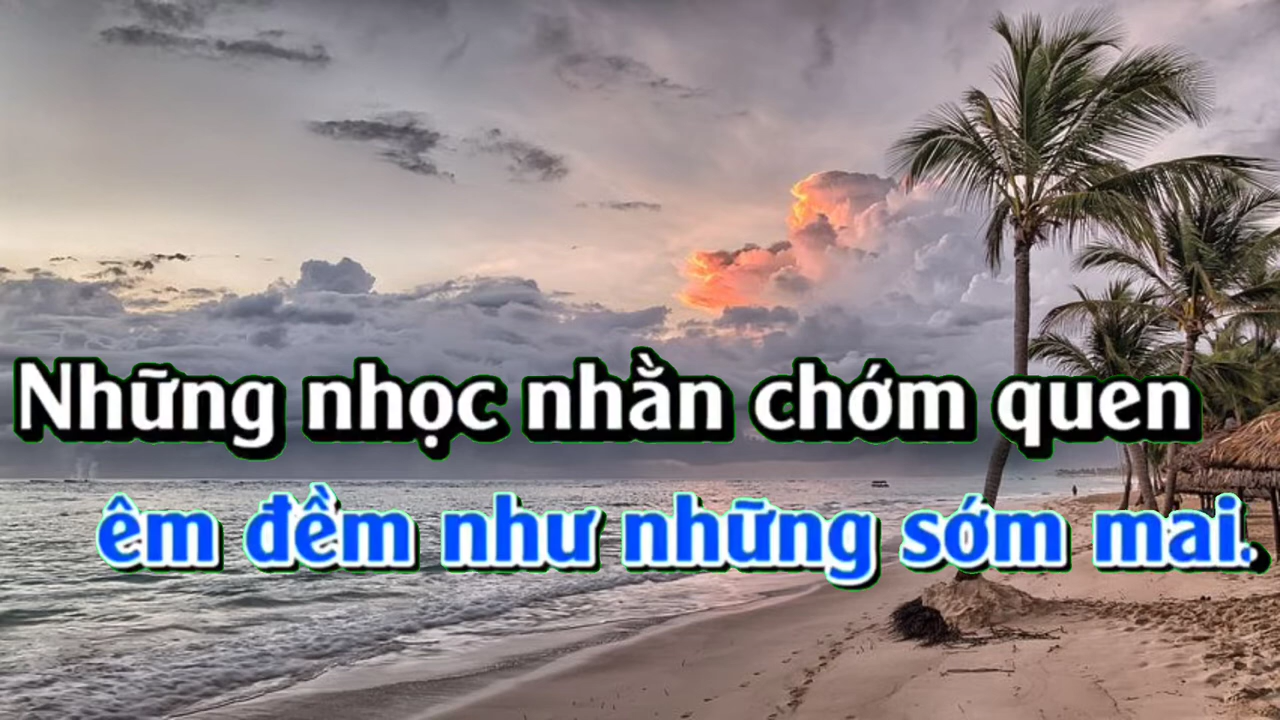 Những nhọc nhằn chớm quen
êm đềm như những sớm mai.